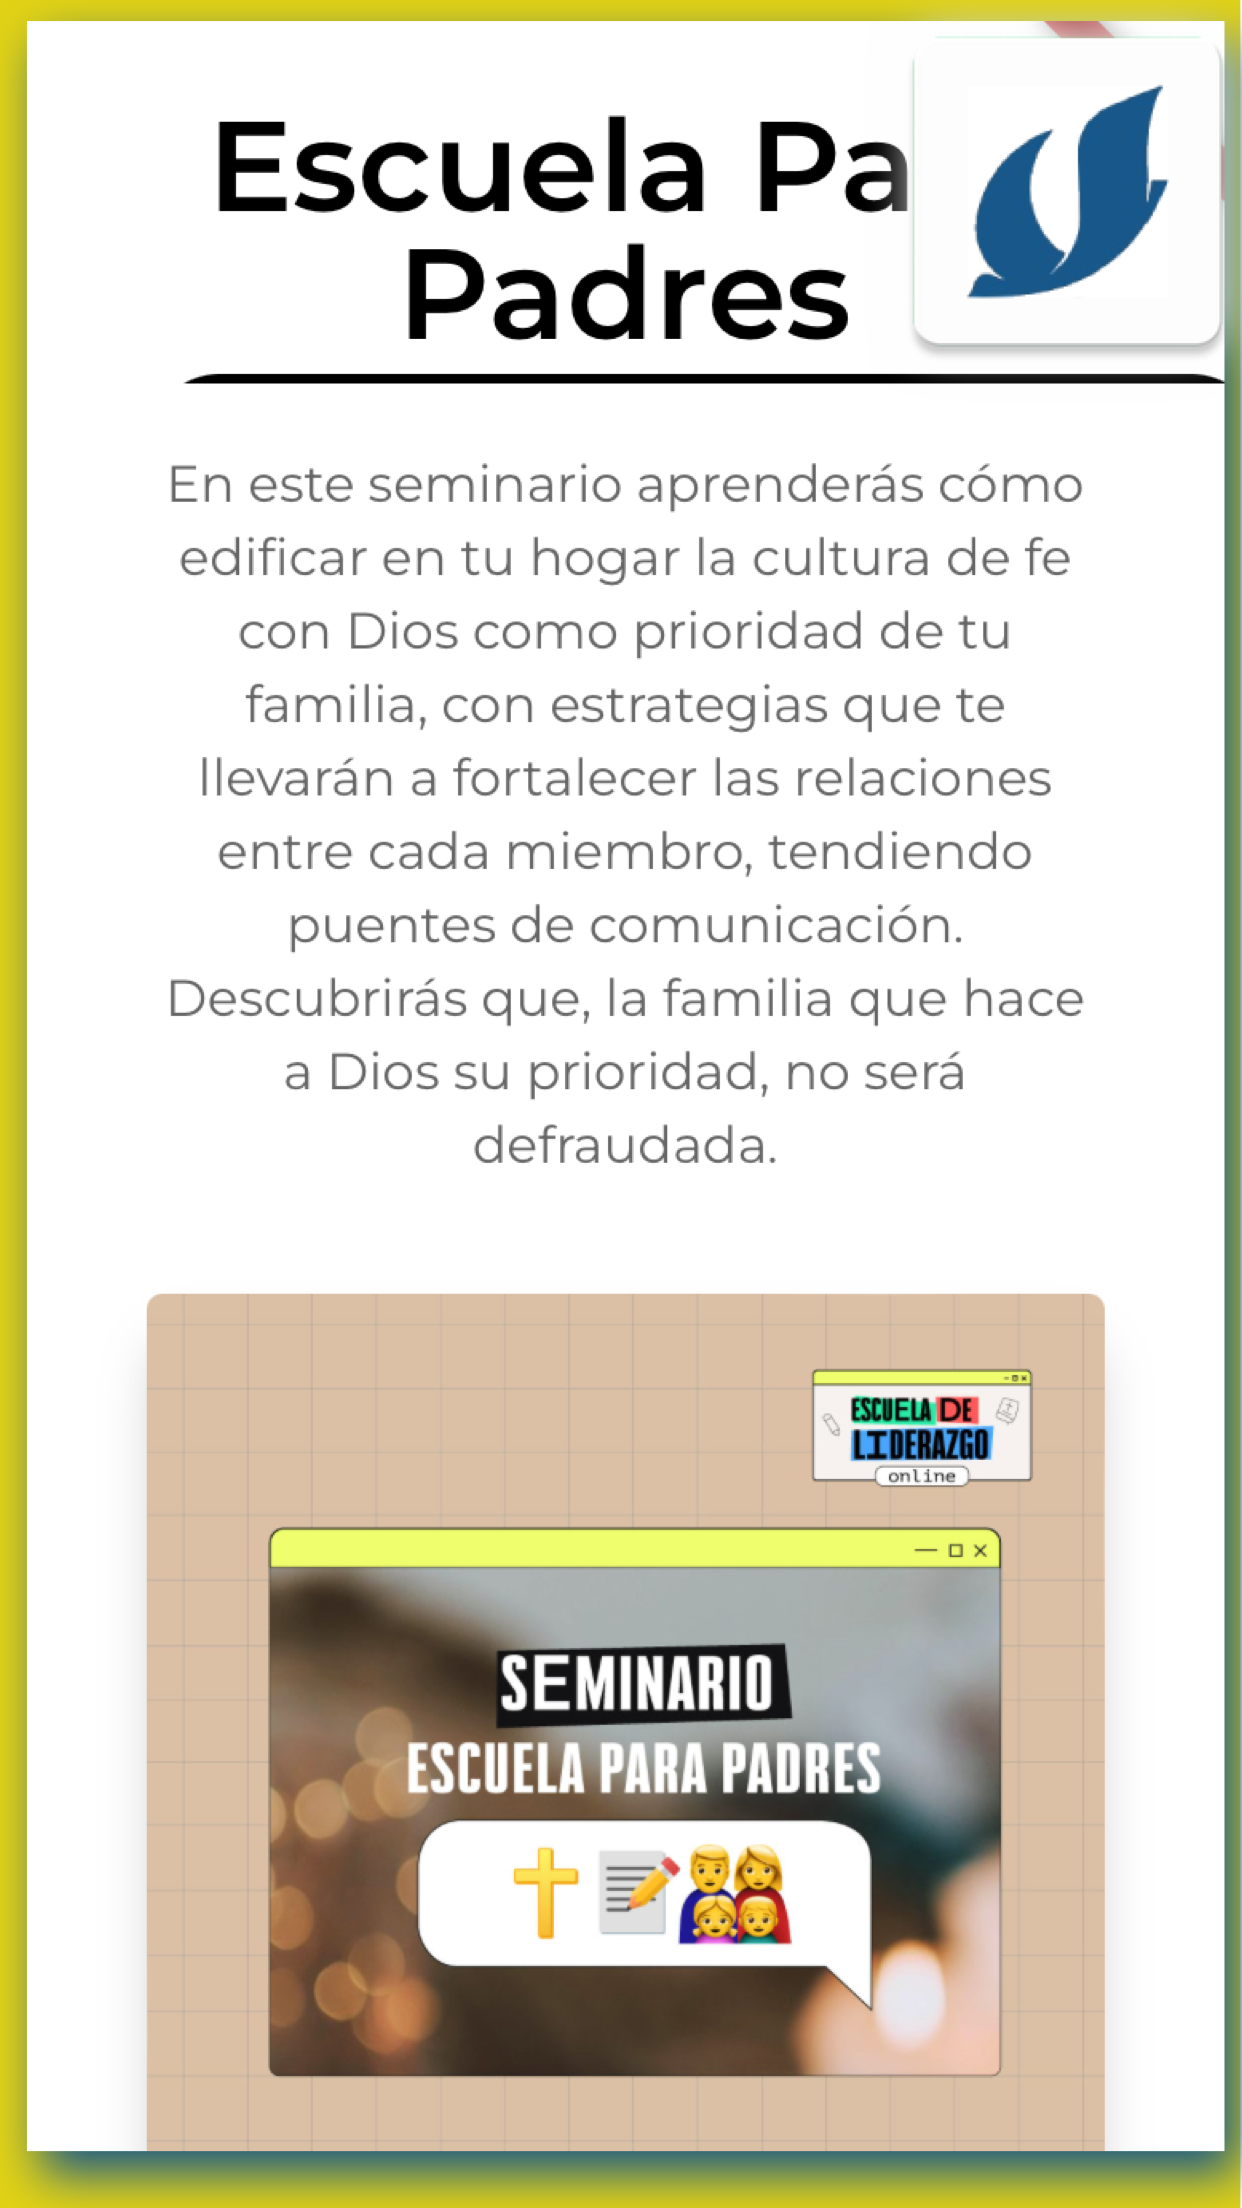 Escuela Pa
Padres
En este seminario aprenderás cómo
edificar en tu hogar la cultura de fe
con Dios como prioridad de tu
familia, con estrategias que te
llevarán a fortalecer las relaciones
entre cada miembro, tendiendo
puentes de comunicación.
Descubrirás que, la familia que hace
a Dios su prioridad, no será
defraudada.
ESCUELA DE
LIDERAZGO
online
SEMINARIO
ESCUELA PARA PADRES